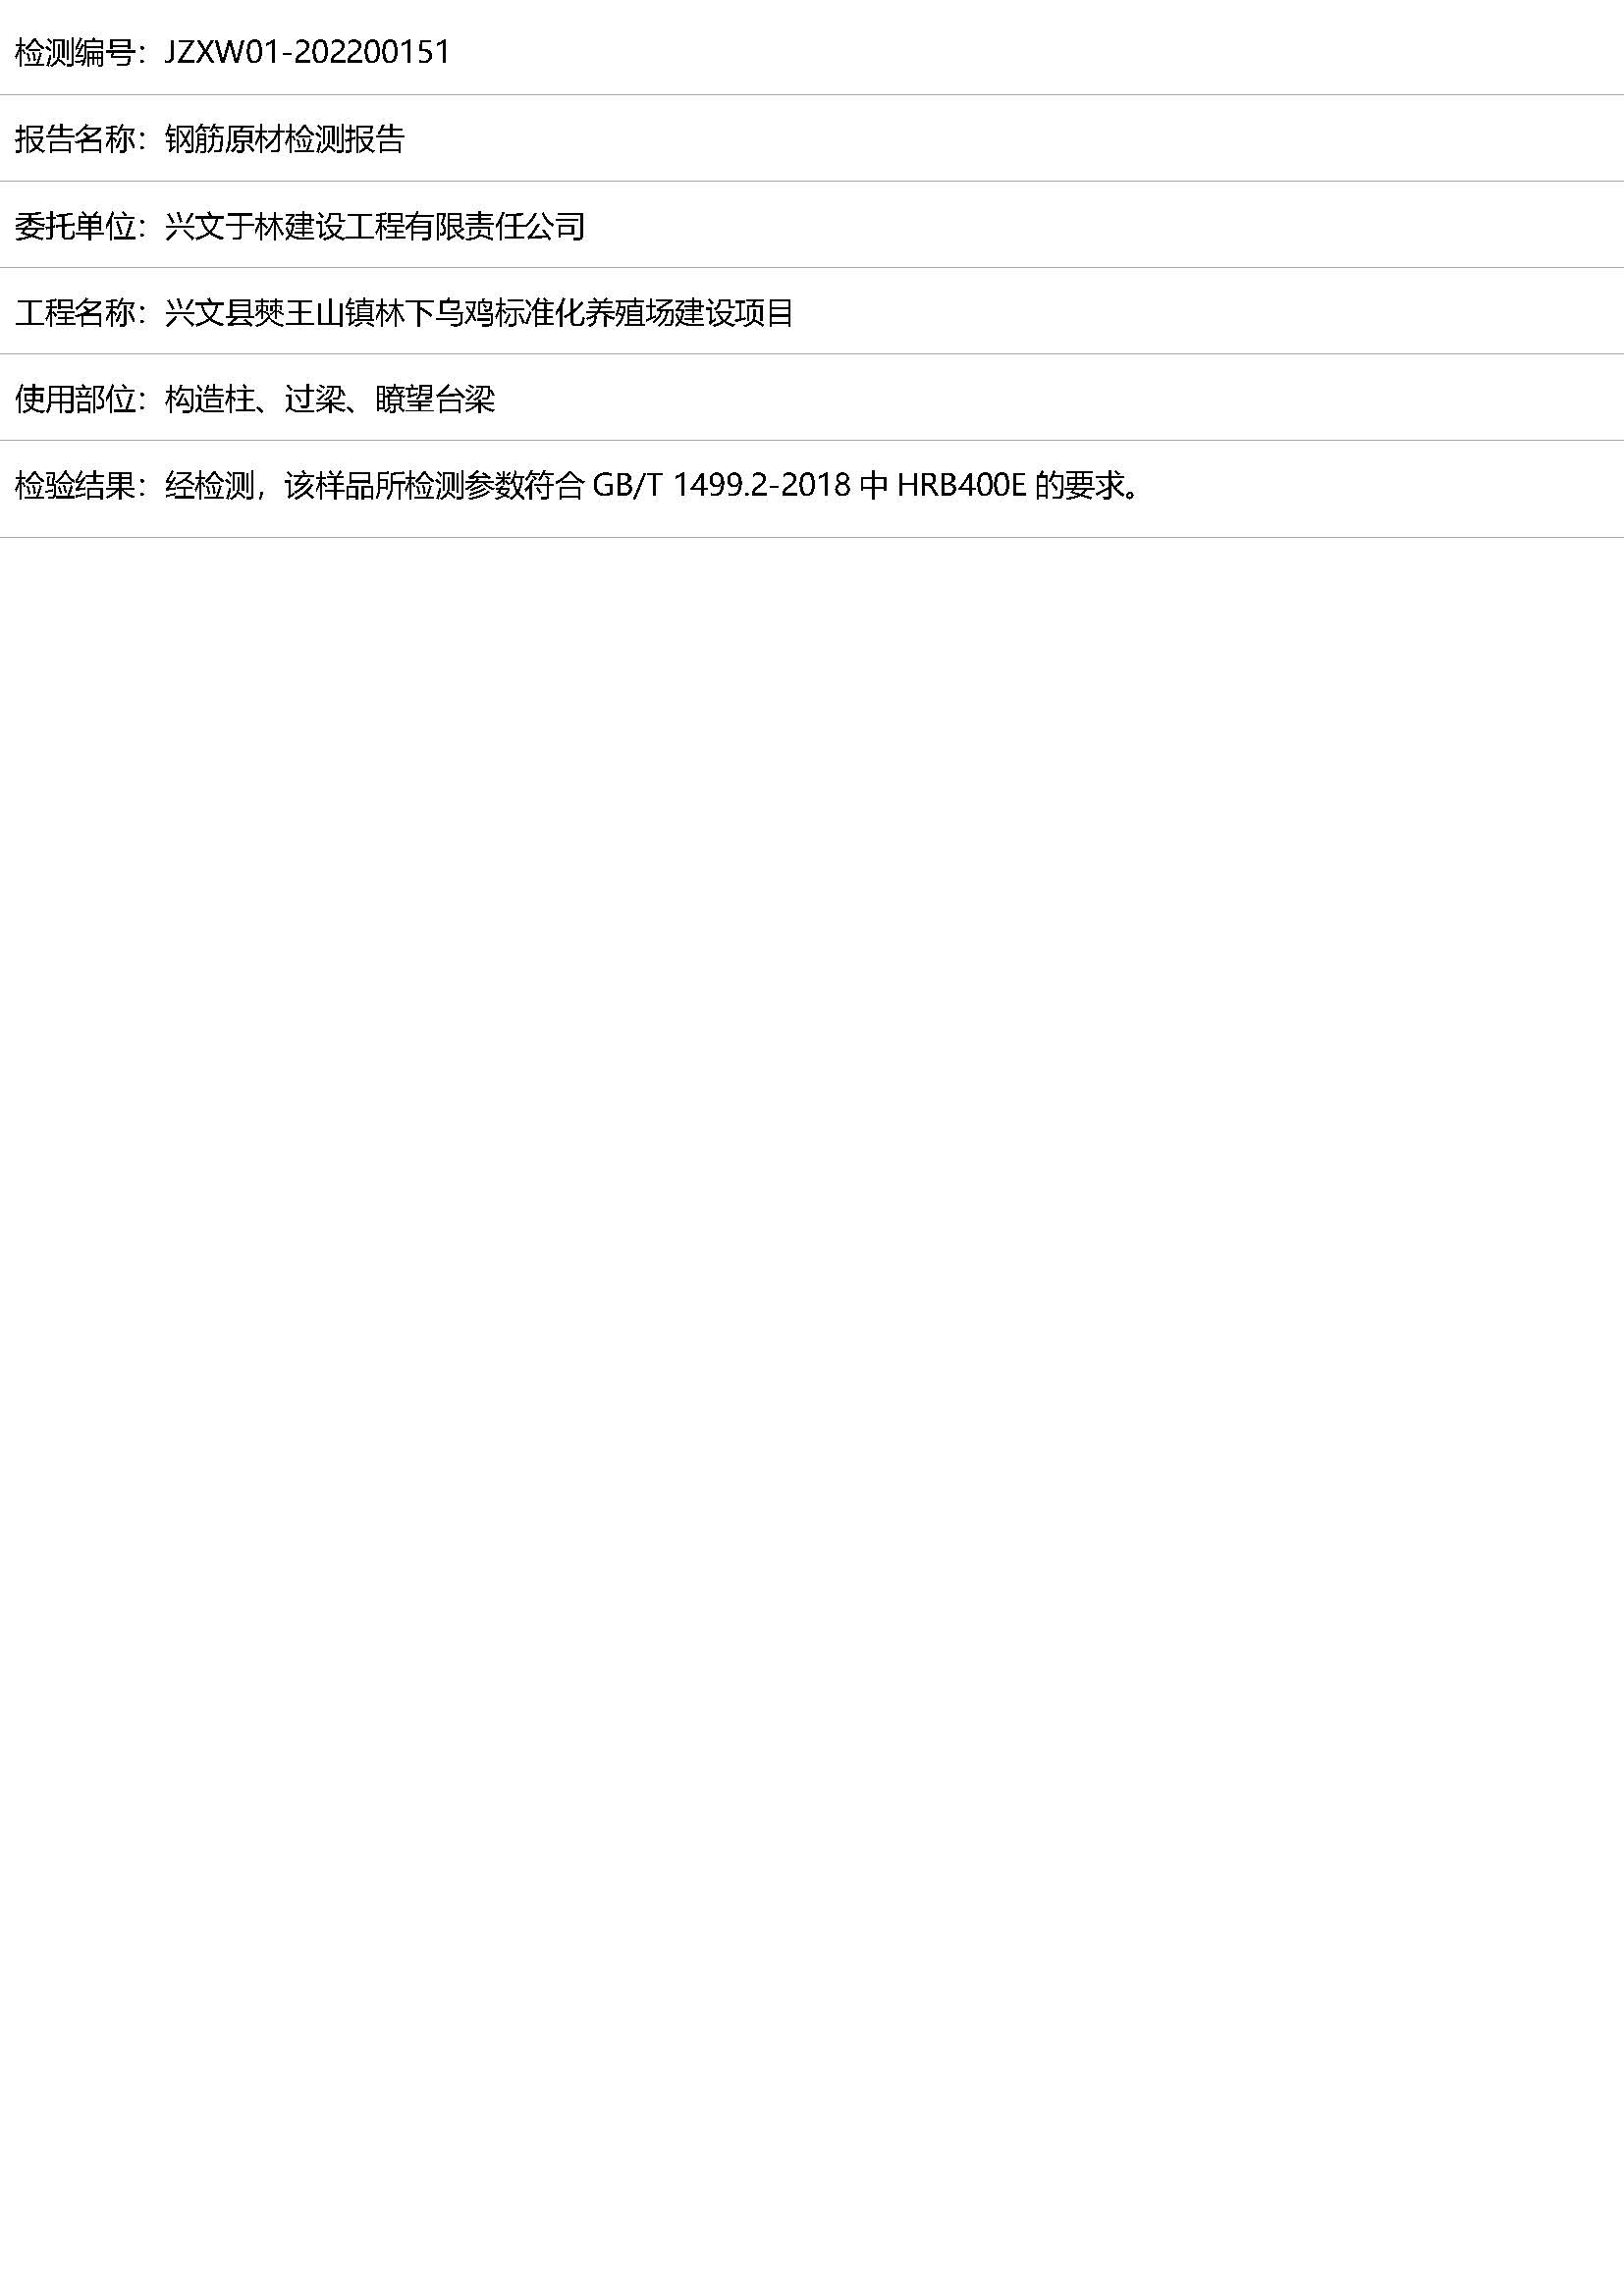 检测编号：JZXW01-202200151
报告名称：钢筋原材检测报告
委托单位：兴文于林建设工程有限责任公司
工程名称：兴文县僰王山镇林下乌鸡标准化养殖场建设项目
使用部位：构造柱、过梁、瞭望台梁
检验结果：经检测，该样品所检测参数符合 GB/T 1499.2-2018 中 HRB400E 的要求。